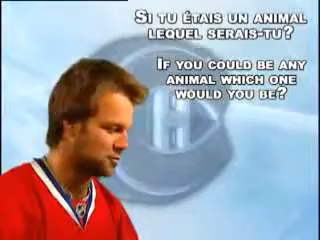 SI TU ÉTAIS UN ANIMAL
LEQUEL SERAIS-TU?
IF YOU COULD BE ANY
ANIMAL WHICH ONE
WOULD YOU BE?